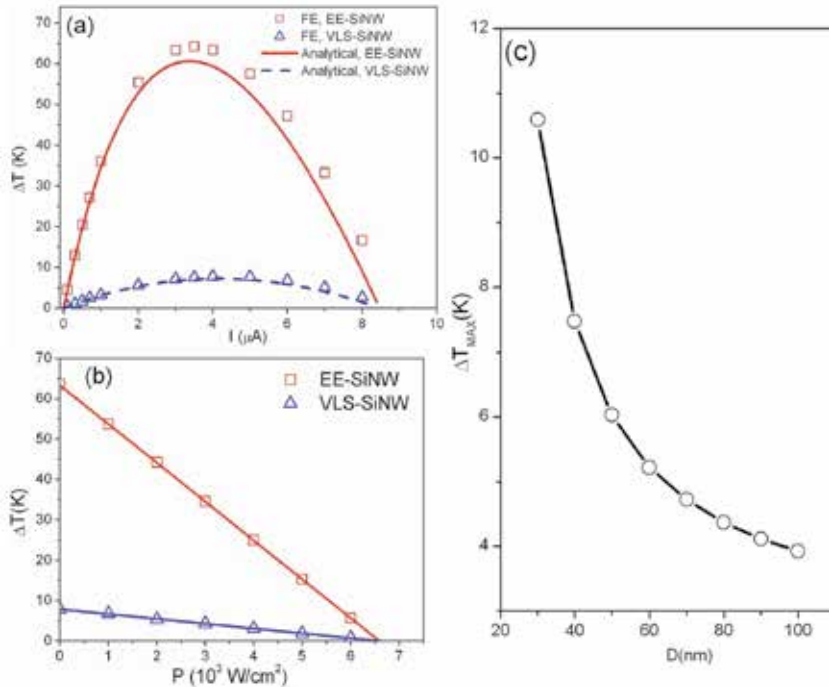 (a)
FE, EE-SiNW
FE, VLS-SiNW
Analytical, EE-SiNW
Analytical, VLS-SiNW
ΔT (K)
70
60
50
40
30
20
10
0
0 2 4 6 8 10
I (μA)
(b)
EE-SiNW
VLS-SiNW
ΔT(K)
70
60
50
40
30
20
10
0
0 1 2 3 4 5 6 7
P (10³ W/cm²)
(c)
ΔT_MAX(K)
12
10
8
6
4
20 40 60 80 100
D(nm)